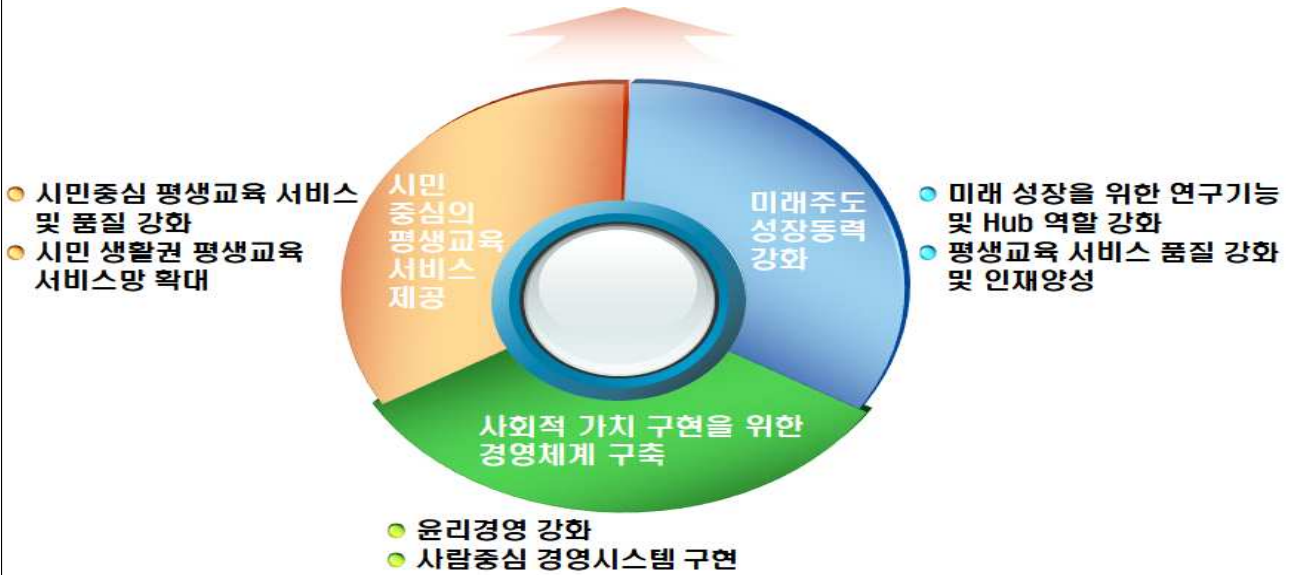 시민중심 평생교육 서비스
및 품질 강화
시민 생활권 평생교육
서비스망 확대
시민
중심의
평생교육
서비스
제공
미래주도
성장동력
강화
미래 성장을 위한 연구기능
및 Hub 역할 강화
평생교육 서비스 품질 강화
및 인재양성
사회적 가치 구현을 위한
경영체계 구축
윤리경영 강화
사람중심 경영시스템 구현